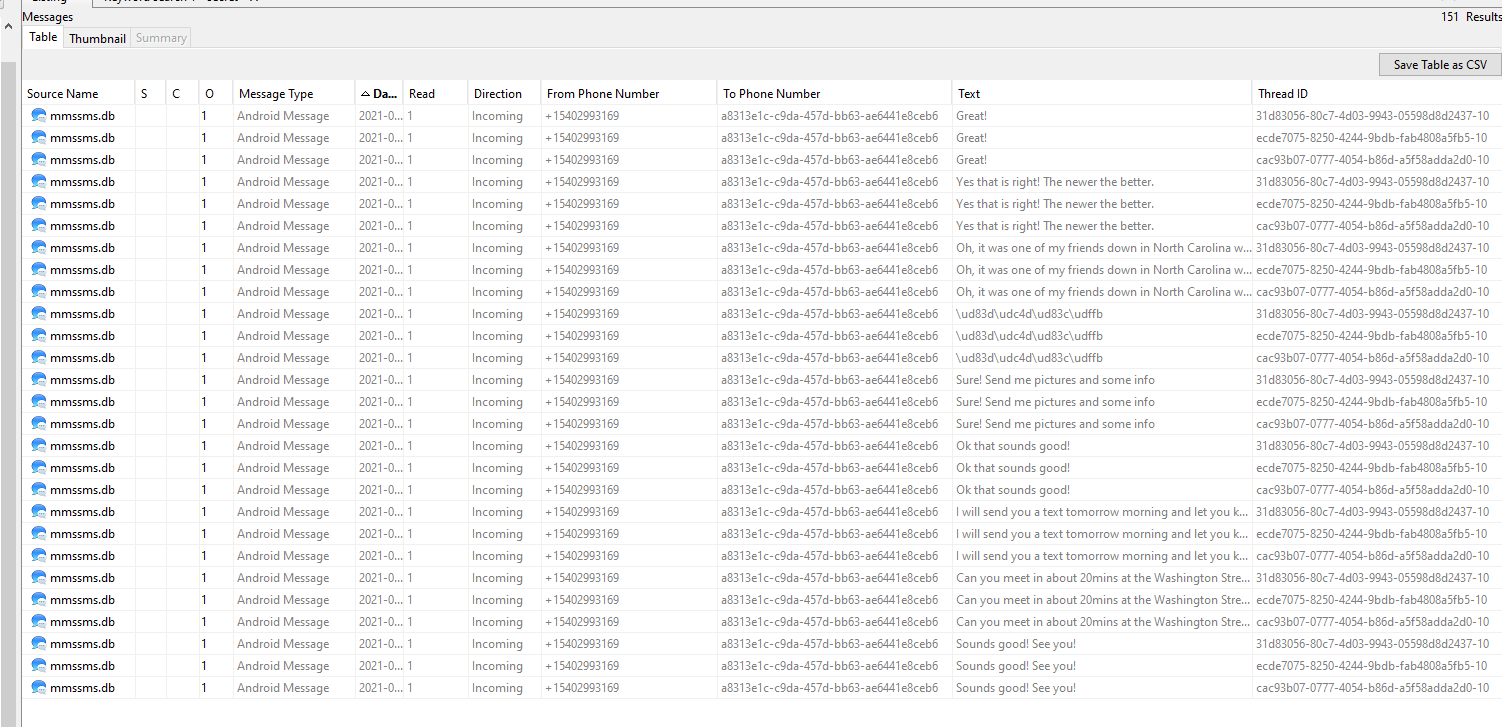 Messages 151 Results
Table Thumbnail Summary
Save Table as CSV
Source Name S C O Message Type Da... Read Direction From Phone Number To Phone Number Text Thread ID
mmssms.db 1 Android Message 2021-0... 1 Incoming +15402993169 a8313e1c-c9da-457d-bb63-ae6441e8ceb6 Great! 31d83056-80c7-4d03-9943-05598d8d2437-10
mmssms.db 1 Android Message 2021-0... 1 Incoming +15402993169 a8313e1c-c9da-457d-bb63-ae6441e8ceb6 Great! ecde7075-8250-4244-9bdb-fab4808a5fb5-10
mmssms.db 1 Android Message 2021-0... 1 Incoming +15402993169 a8313e1c-c9da-457d-bb63-ae6441e8ceb6 Great! cac93b07-0777-4054-b86d-a5f58adda2d0-10
mmssms.db 1 Android Message 2021-0... 1 Incoming +15402993169 a8313e1c-c9da-457d-bb63-ae6441e8ceb6 Yes that is right! The newer the better. 31d83056-80c7-4d03-9943-05598d8d2437-10
mmssms.db 1 Android Message 2021-0... 1 Incoming +15402993169 a8313e1c-c9da-457d-bb63-ae6441e8ceb6 Yes that is right! The newer the better. ecde7075-8250-4244-9bdb-fab4808a5fb5-10
mmssms.db 1 Android Message 2021-0... 1 Incoming +15402993169 a8313e1c-c9da-457d-bb63-ae6441e8ceb6 Yes that is right! The newer the better. cac93b07-0777-4054-b86d-a5f58adda2d0-10
mmssms.db 1 Android Message 2021-0... 1 Incoming +15402993169 a8313e1c-c9da-457d-bb63-ae6441e8ceb6 Oh, it was one of my friends down in North Carolina w... 31d83056-80c7-4d03-9943-05598d8d2437-10
mmssms.db 1 Android Message 2021-0... 1 Incoming +15402993169 a8313e1c-c9da-457d-bb63-ae6441e8ceb6 Oh, it was one of my friends down in North Carolina w... ecde7075-8250-4244-9bdb-fab4808a5fb5-10
mmssms.db 1 Android Message 2021-0... 1 Incoming +15402993169 a8313e1c-c9da-457d-bb63-ae6441e8ceb6 Oh, it was one of my friends down in North Carolina w... cac93b07-0777-4054-b86d-a5f58adda2d0-10
mmssms.db 1 Android Message 2021-0... 1 Incoming +15402993169 a8313e1c-c9da-457d-bb63-ae6441e8ceb6 \ud83d\udc4d\ud83c\udffb 31d83056-80c7-4d03-9943-05598d8d2437-10
mmssms.db 1 Android Message 2021-0... 1 Incoming +15402993169 a8313e1c-c9da-457d-bb63-ae6441e8ceb6 \ud83d\udc4d\ud83c\udffb ecde7075-8250-4244-9bdb-fab4808a5fb5-10
mmssms.db 1 Android Message 2021-0... 1 Incoming +15402993169 a8313e1c-c9da-457d-bb63-ae6441e8ceb6 \ud83d\udc4d\ud83c\udffb cac93b07-0777-4054-b86d-a5f58adda2d0-10
mmssms.db 1 Android Message 2021-0... 1 Incoming +15402993169 a8313e1c-c9da-457d-bb63-ae6441e8ceb6 Sure! Send me pictures and some info 31d83056-80c7-4d03-9943-05598d8d2437-10
mmssms.db 1 Android Message 2021-0... 1 Incoming +15402993169 a8313e1c-c9da-457d-bb63-ae6441e8ceb6 Sure! Send me pictures and some info ecde7075-8250-4244-9bdb-fab4808a5fb5-10
mmssms.db 1 Android Message 2021-0... 1 Incoming +15402993169 a8313e1c-c9da-457d-bb63-ae6441e8ceb6 Sure! Send me pictures and some info cac93b07-0777-4054-b86d-a5f58adda2d0-10
mmssms.db 1 Android Message 2021-0... 1 Incoming +15402993169 a8313e1c-c9da-457d-bb63-ae6441e8ceb6 Ok that sounds good! 31d83056-80c7-4d03-9943-05598d8d2437-10
mmssms.db 1 Android Message 2021-0... 1 Incoming +15402993169 a8313e1c-c9da-457d-bb63-ae6441e8ceb6 Ok that sounds good! ecde7075-8250-4244-9bdb-fab4808a5fb5-10
mmssms.db 1 Android Message 2021-0... 1 Incoming +15402993169 a8313e1c-c9da-457d-bb63-ae6441e8ceb6 Ok that sounds good! cac93b07-0777-4054-b86d-a5f58adda2d0-10
mmssms.db 1 Android Message 2021-0... 1 Incoming +15402993169 a8313e1c-c9da-457d-bb63-ae6441e8ceb6 I will send you a text tomorrow morning and let you k... 31d83056-80c7-4d03-9943-05598d8d2437-10
mmssms.db 1 Android Message 2021-0... 1 Incoming +15402993169 a8313e1c-c9da-457d-bb63-ae6441e8ceb6 I will send you a text tomorrow morning and let you k... ecde7075-8250-4244-9bdb-fab4808a5fb5-10
mmssms.db 1 Android Message 2021-0... 1 Incoming +15402993169 a8313e1c-c9da-457d-bb63-ae6441e8ceb6 I will send you a text tomorrow morning and let you k... cac93b07-0777-4054-b86d-a5f58adda2d0-10
mmssms.db 1 Android Message 2021-0... 1 Incoming +15402993169 a8313e1c-c9da-457d-bb63-ae6441e8ceb6 Can you meet in about 20mins at the Washington Stre... 31d83056-80c7-4d03-9943-05598d8d2437-10
mmssms.db 1 Android Message 2021-0... 1 Incoming +15402993169 a8313e1c-c9da-457d-bb63-ae6441e8ceb6 Can you meet in about 20mins at the Washington Stre... ecde7075-8250-4244-9bdb-fab4808a5fb5-10
mmssms.db 1 Android Message 2021-0... 1 Incoming +15402993169 a8313e1c-c9da-457d-bb63-ae6441e8ceb6 Can you meet in about 20mins at the Washington Stre... cac93b07-0777-4054-b86d-a5f58adda2d0-10
mmssms.db 1 Android Message 2021-0... 1 Incoming +15402993169 a8313e1c-c9da-457d-bb63-ae6441e8ceb6 Sounds good! See you! 31d83056-80c7-4d03-9943-05598d8d2437-10
mmssms.db 1 Android Message 2021-0... 1 Incoming +15402993169 a8313e1c-c9da-457d-bb63-ae6441e8ceb6 Sounds good! See you! ecde7075-8250-4244-9bdb-fab4808a5fb5-10
mmssms.db 1 Android Message 2021-0... 1 Incoming +15402993169 a8313e1c-c9da-457d-bb63-ae6441e8ceb6 Sounds good! See you! cac93b07-0777-4054-b86d-a5f58adda2d0-10